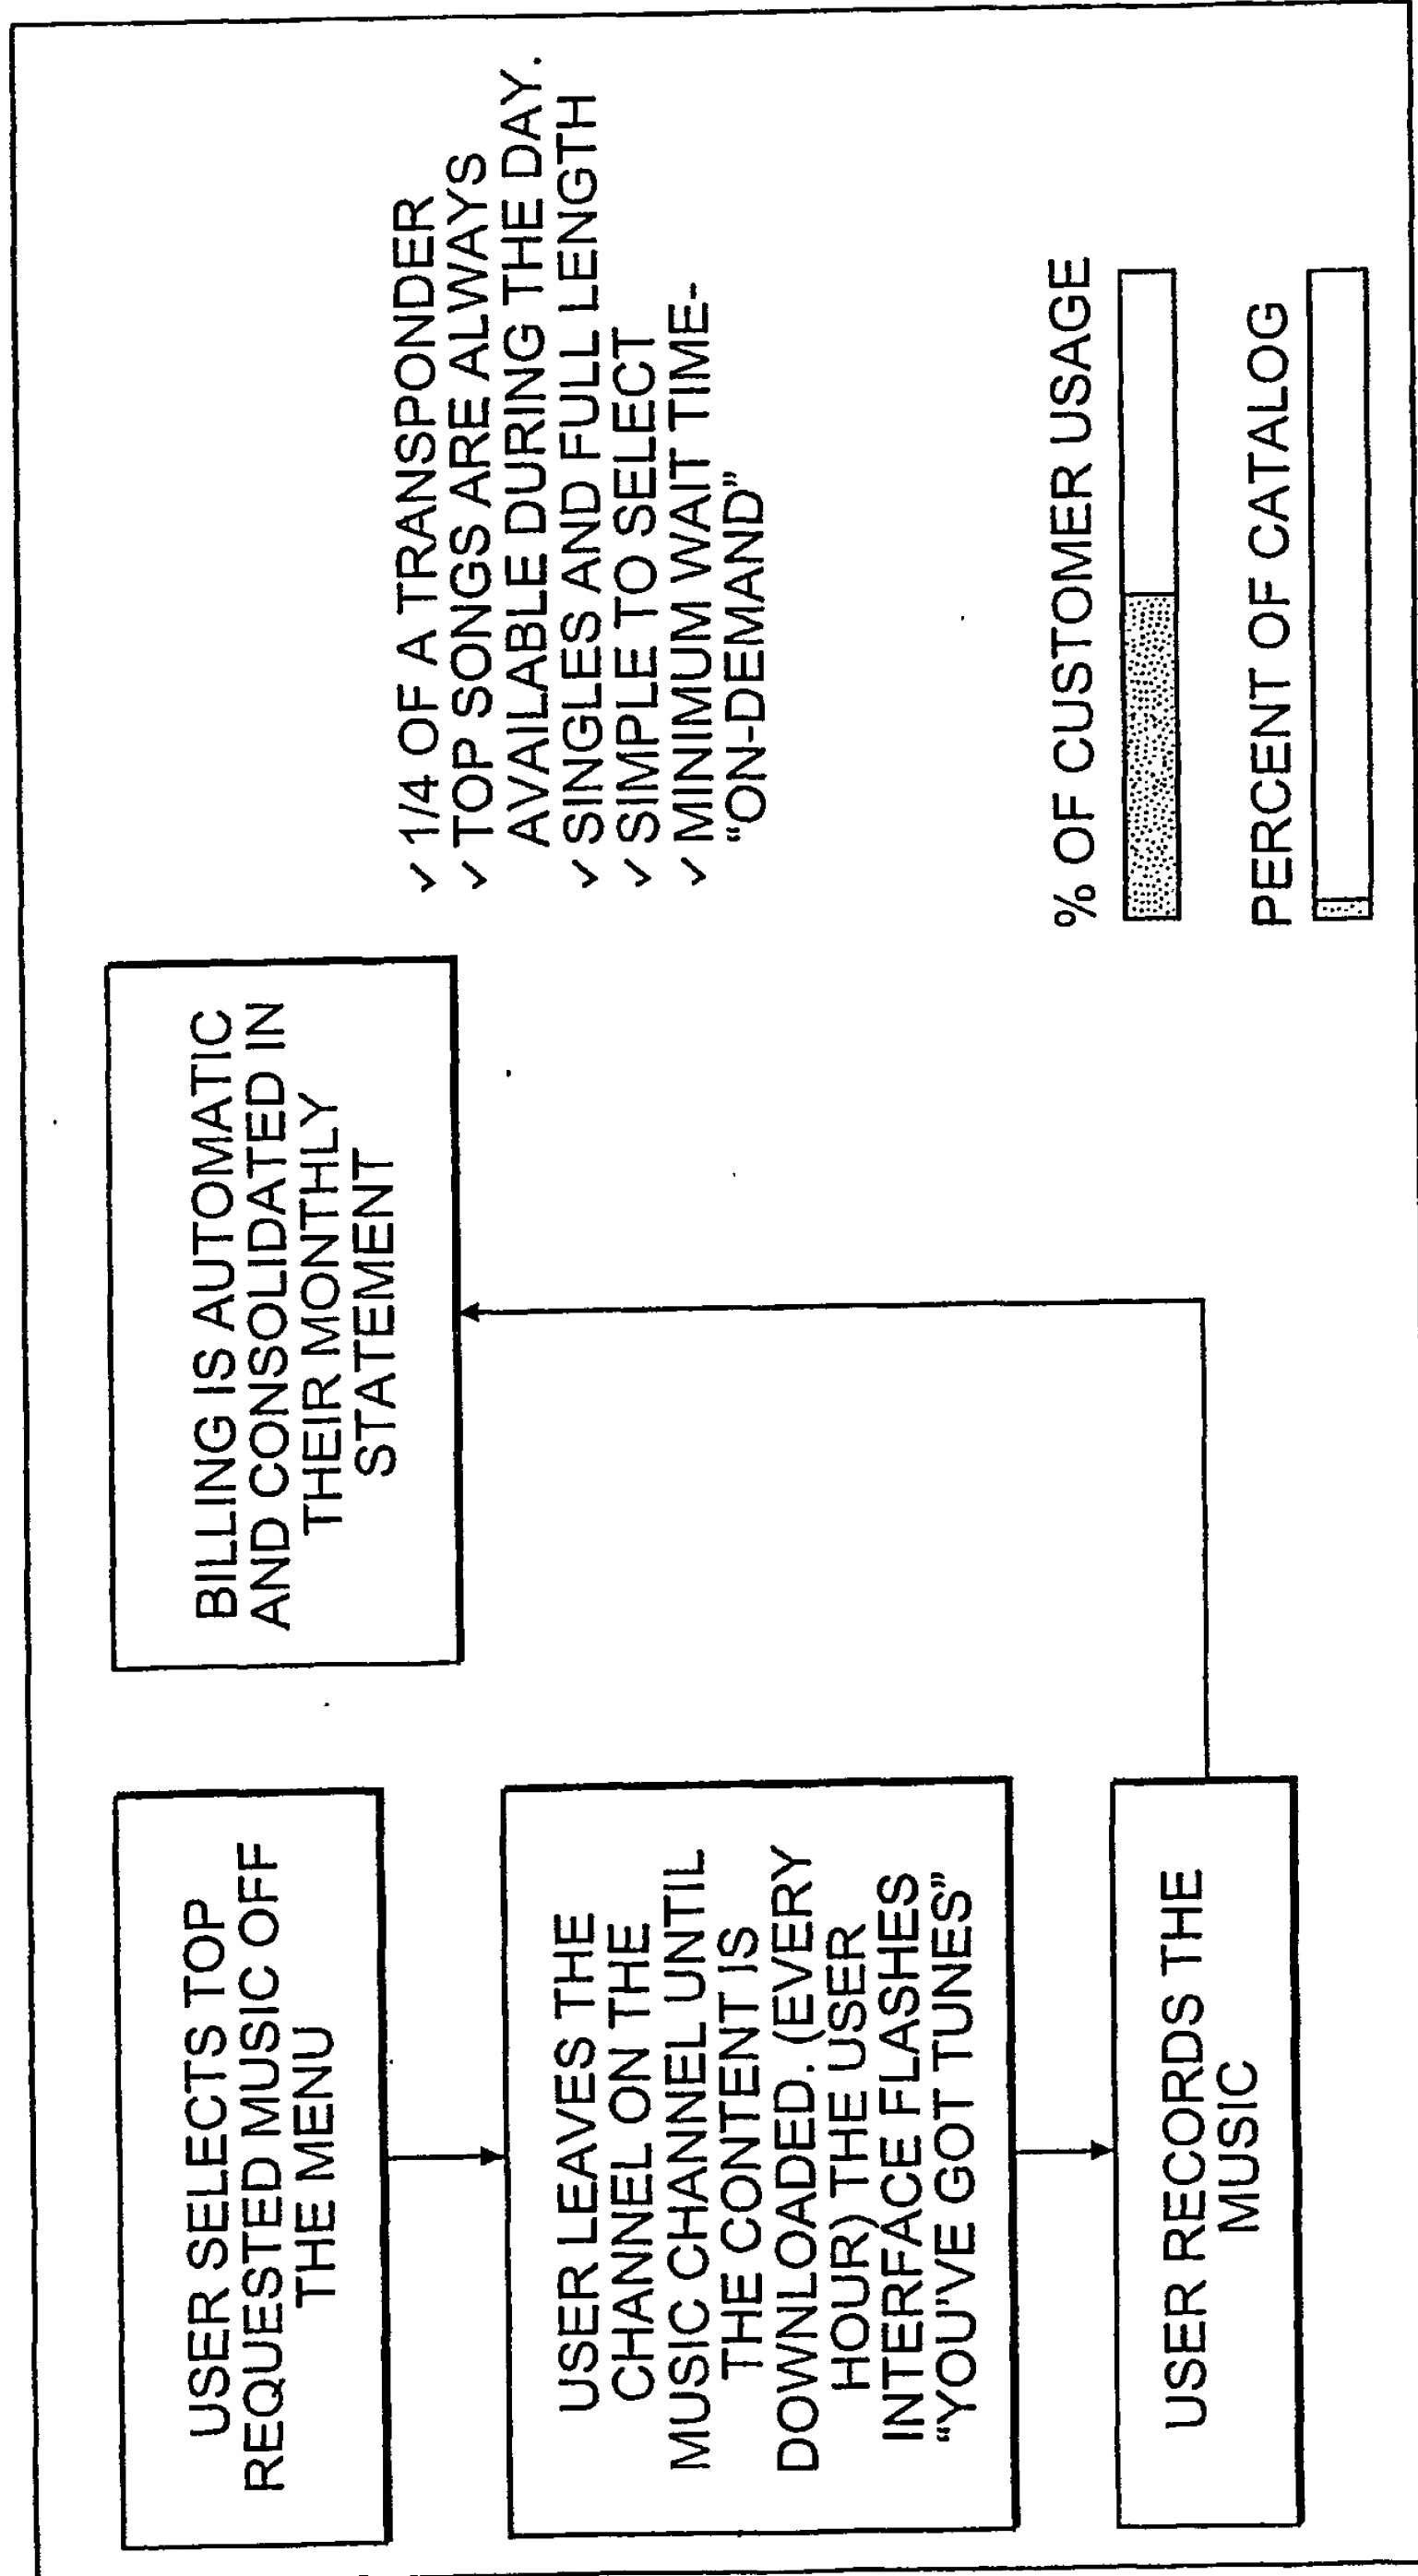 USER SELECTS TOP
REQUESTED MUSIC OFF
THE MENU
USER LEAVES THE
CHANNEL ON THE
MUSIC CHANNEL UNTIL
THE CONTENT IS
DOWNLOADED. (EVERY
HOUR) THE USER
INTERFACE FLASHES
“YOU’VE GOT TUNES”
USER RECORDS THE
MUSIC
BILLING IS AUTOMATIC
AND CONSOLIDATED IN
THEIR MONTHLY
STATEMENT
✓ 1/4 OF A TRANSPONDER
✓ TOP SONGS ARE ALWAYS
AVAILABLE DURING THE DAY.
✓ SINGLES AND FULL LENGTH
✓ SIMPLE TO SELECT
✓ MINIMUM WAIT TIME-
“ON-DEMAND”
% OF CUSTOMER USAGE
PERCENT OF CATALOG